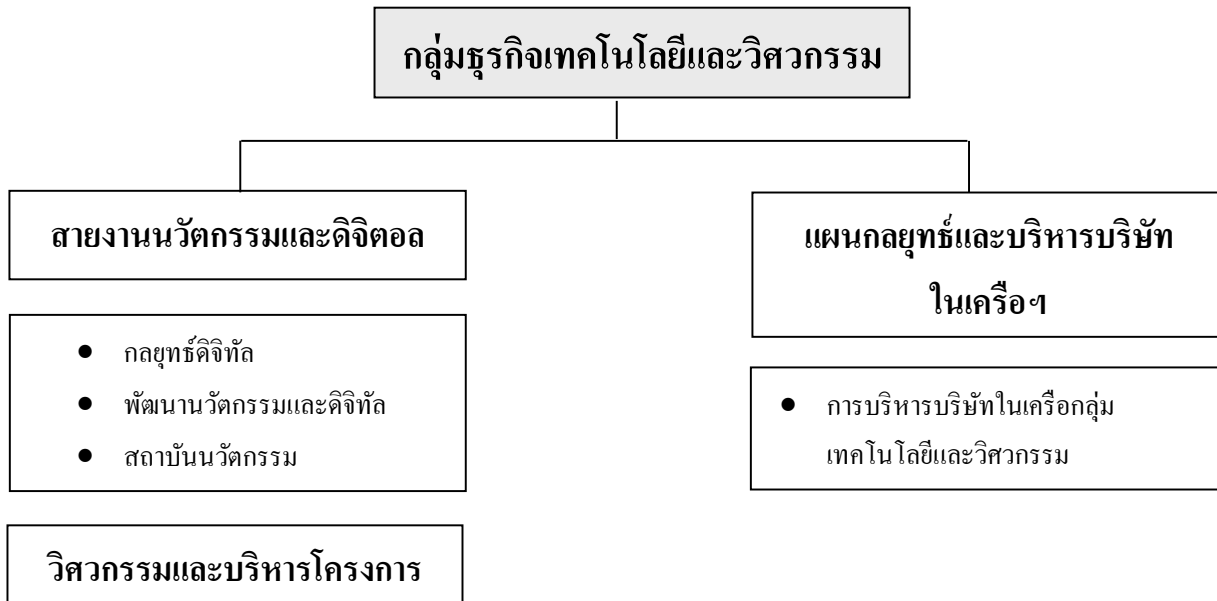 กลุ่มธุรกิจเทคโนโลยีและวิศวกรรม
สายงานนวัตกรรมและดิจิตอล
● กลยุทธ์ดิจิทัล
● พัฒนานวัตกรรมและดิจิทัล
● สถาบันนวัตกรรม
วิศวกรรมและบริหารโครงการ
แผนกลยุทธ์และบริหารบริษัท
ในเครือฯ
● การบริหารบริษัทในเครือกลุ่ม
เทคโนโลยีและวิศวกรรม